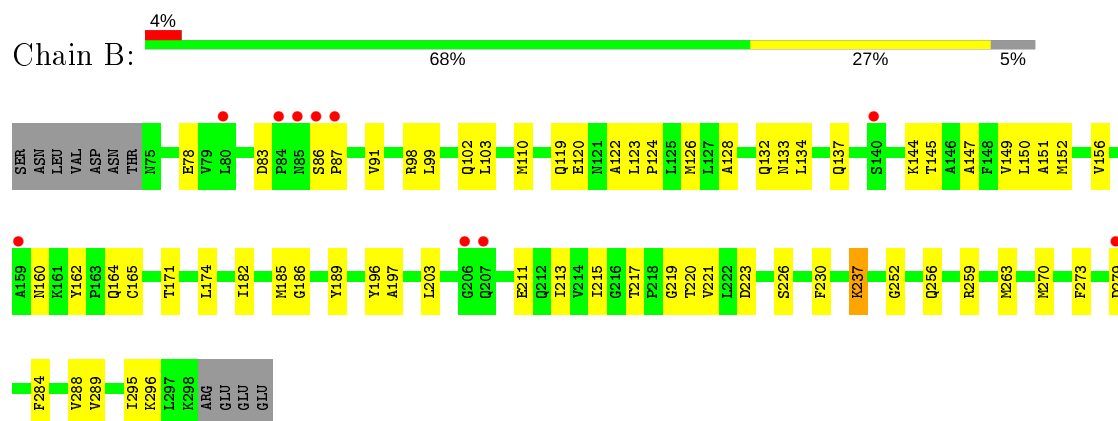 4%
Chain B:
68% 27% 5%
SER ASN LEU VAL ASP ASN THR N75 E78 V79 L80 D83 P84 N85 S86 P87 V91 R98 L99 Q102 L103 M110 Q119 E120 N121 A122 L123 P124 L125 M126 L127 A128 Q132 N133 L134 Q137 S140 K144 T145 A146 A147 F148 V149 L150 A151 M152 V156
A159 N160 K161 Y162 P163 Q164 C165 T171 L174 I182 M185 G186 Y189 Y196 A197 L203 G206 Q207 E211 Q212 I213 V214 I215 G216 T217 P218 G219 T220 V221 L222 D223 S226 F230 K237 G252 Q256 R259 M263 M270 F273
F284 V288 V289 I295 K296 L297 K298 ARG GLU GLU GLU